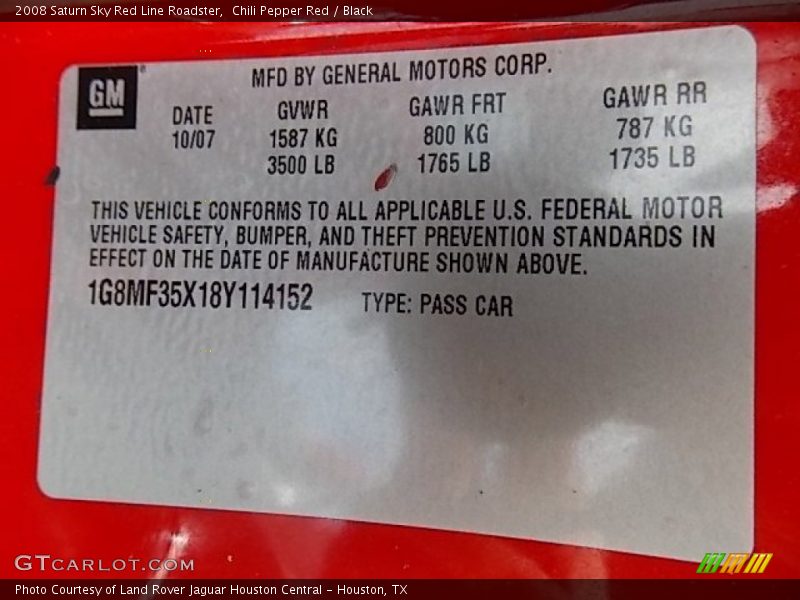 2008 Saturn Sky Red Line Roadster,  Chili Pepper Red / Black
GM
MFD BY GENERAL MOTORS CORP.
DATE GVWR GAWR FRT GAWR RR
10/07 1587 KG 800 KG 787 KG
3500 LB 1765 LB 1735 LB
THIS VEHICLE CONFORMS TO ALL APPLICABLE U.S. FEDERAL MOTOR
VEHICLE SAFETY, BUMPER, AND THEFT PREVENTION STANDARDS IN
EFFECT ON THE DATE OF MANUFACTURE SHOWN ABOVE.
1G8MF35X18Y114152 TYPE: PASS CAR
GTCARLOT.COM
Photo Courtesy of Land Rover Jaguar Houston Central - Houston, TX